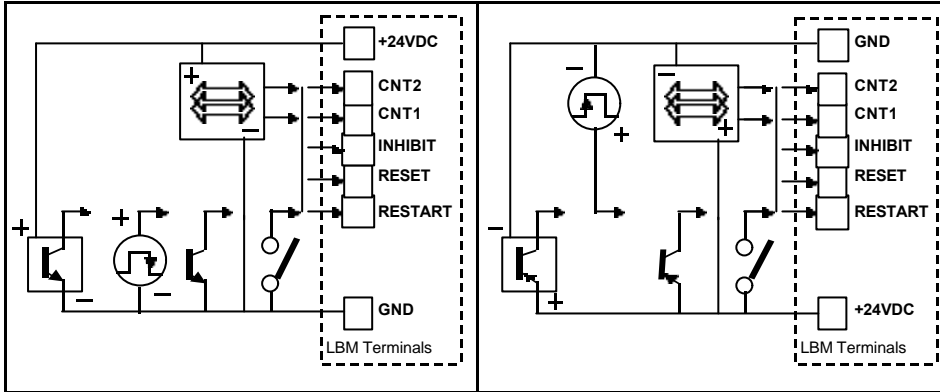 +24VDC
CNT2
CNT1
INHIBIT
RESET
RESTART
GND
LBM Terminals
+
−
+
−
+
−
GND
CNT2
CNT1
INHIBIT
RESET
RESTART
+24VDC
LBM Terminals
−
+
−
+
−
+